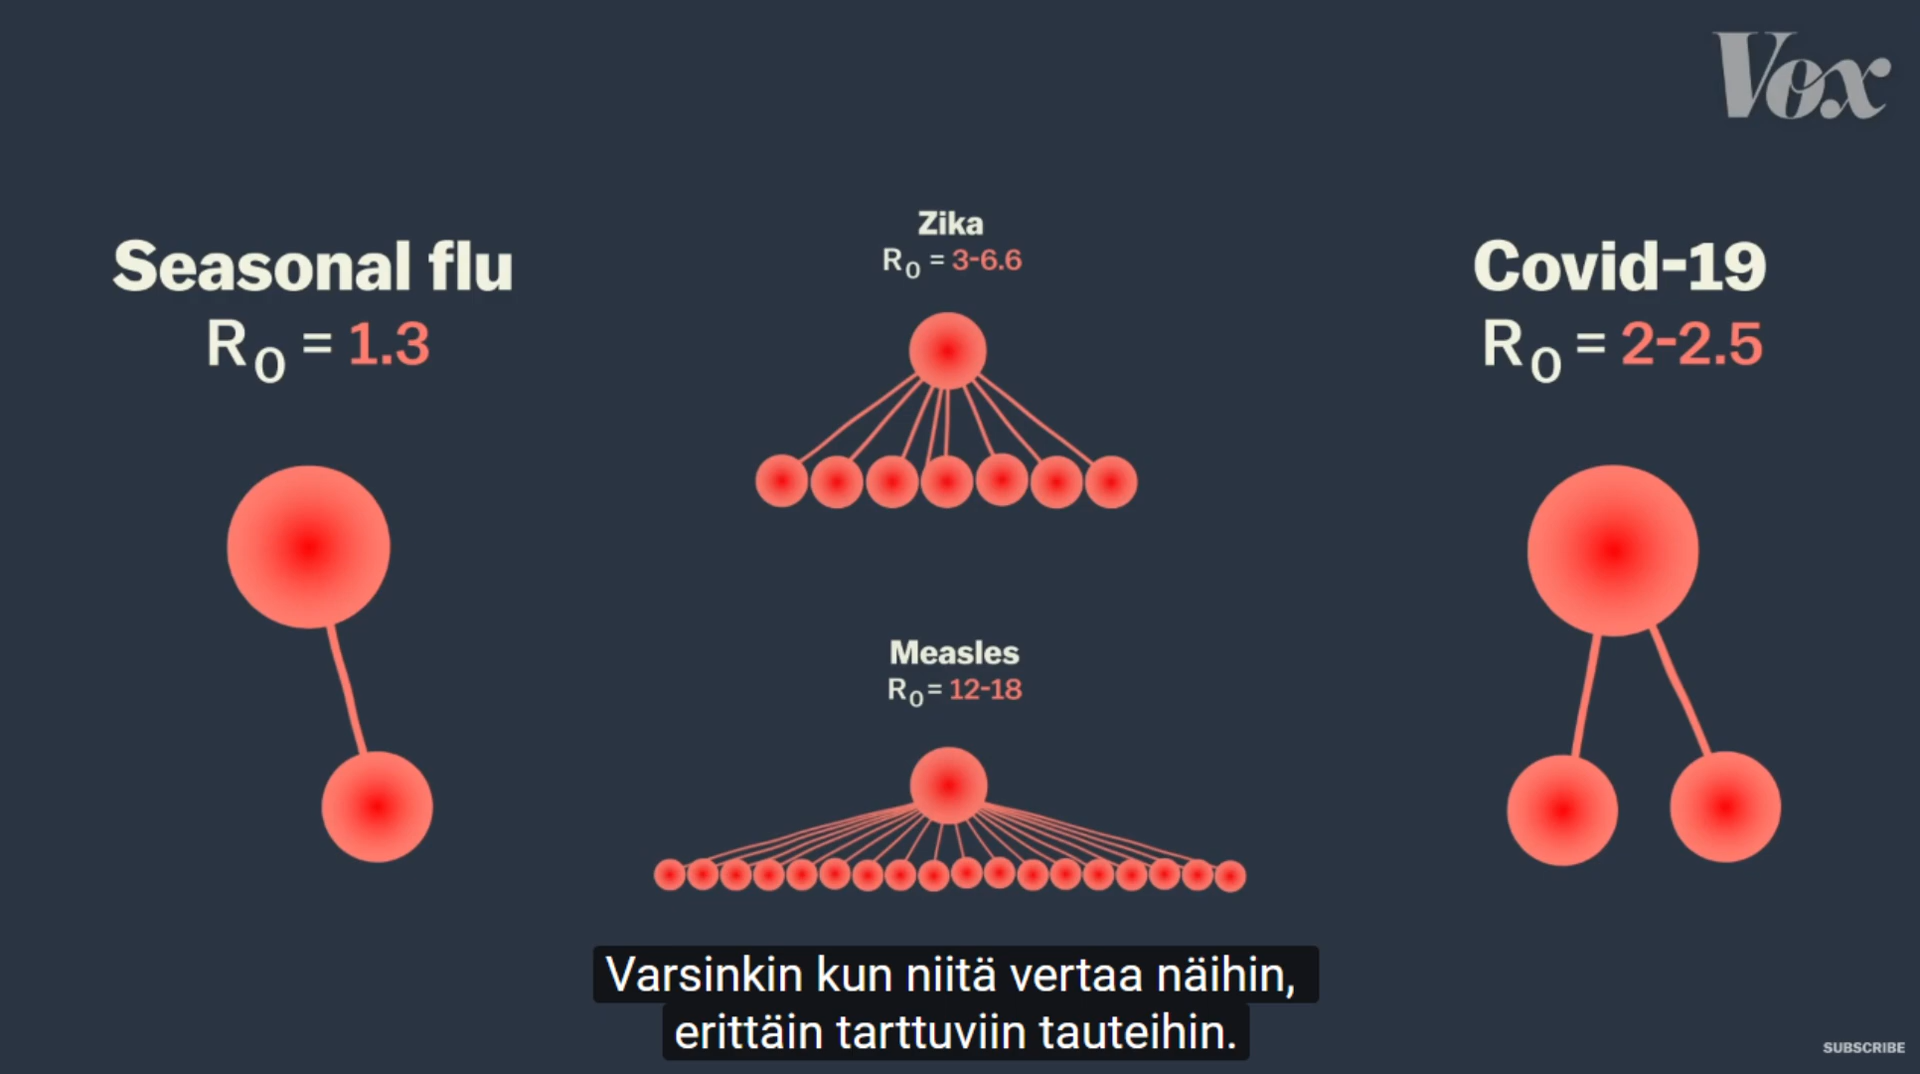 Vox
Seasonal flu
R0 = 1.3
Zika
R0 = 3-6.6
Measles
R0= 12-18
Covid-19
R0 = 2-2.5
Varsinkin kun niitä vertaa näihin,
erittäin tarttuviin tauteihin.
SUBSCRIBE